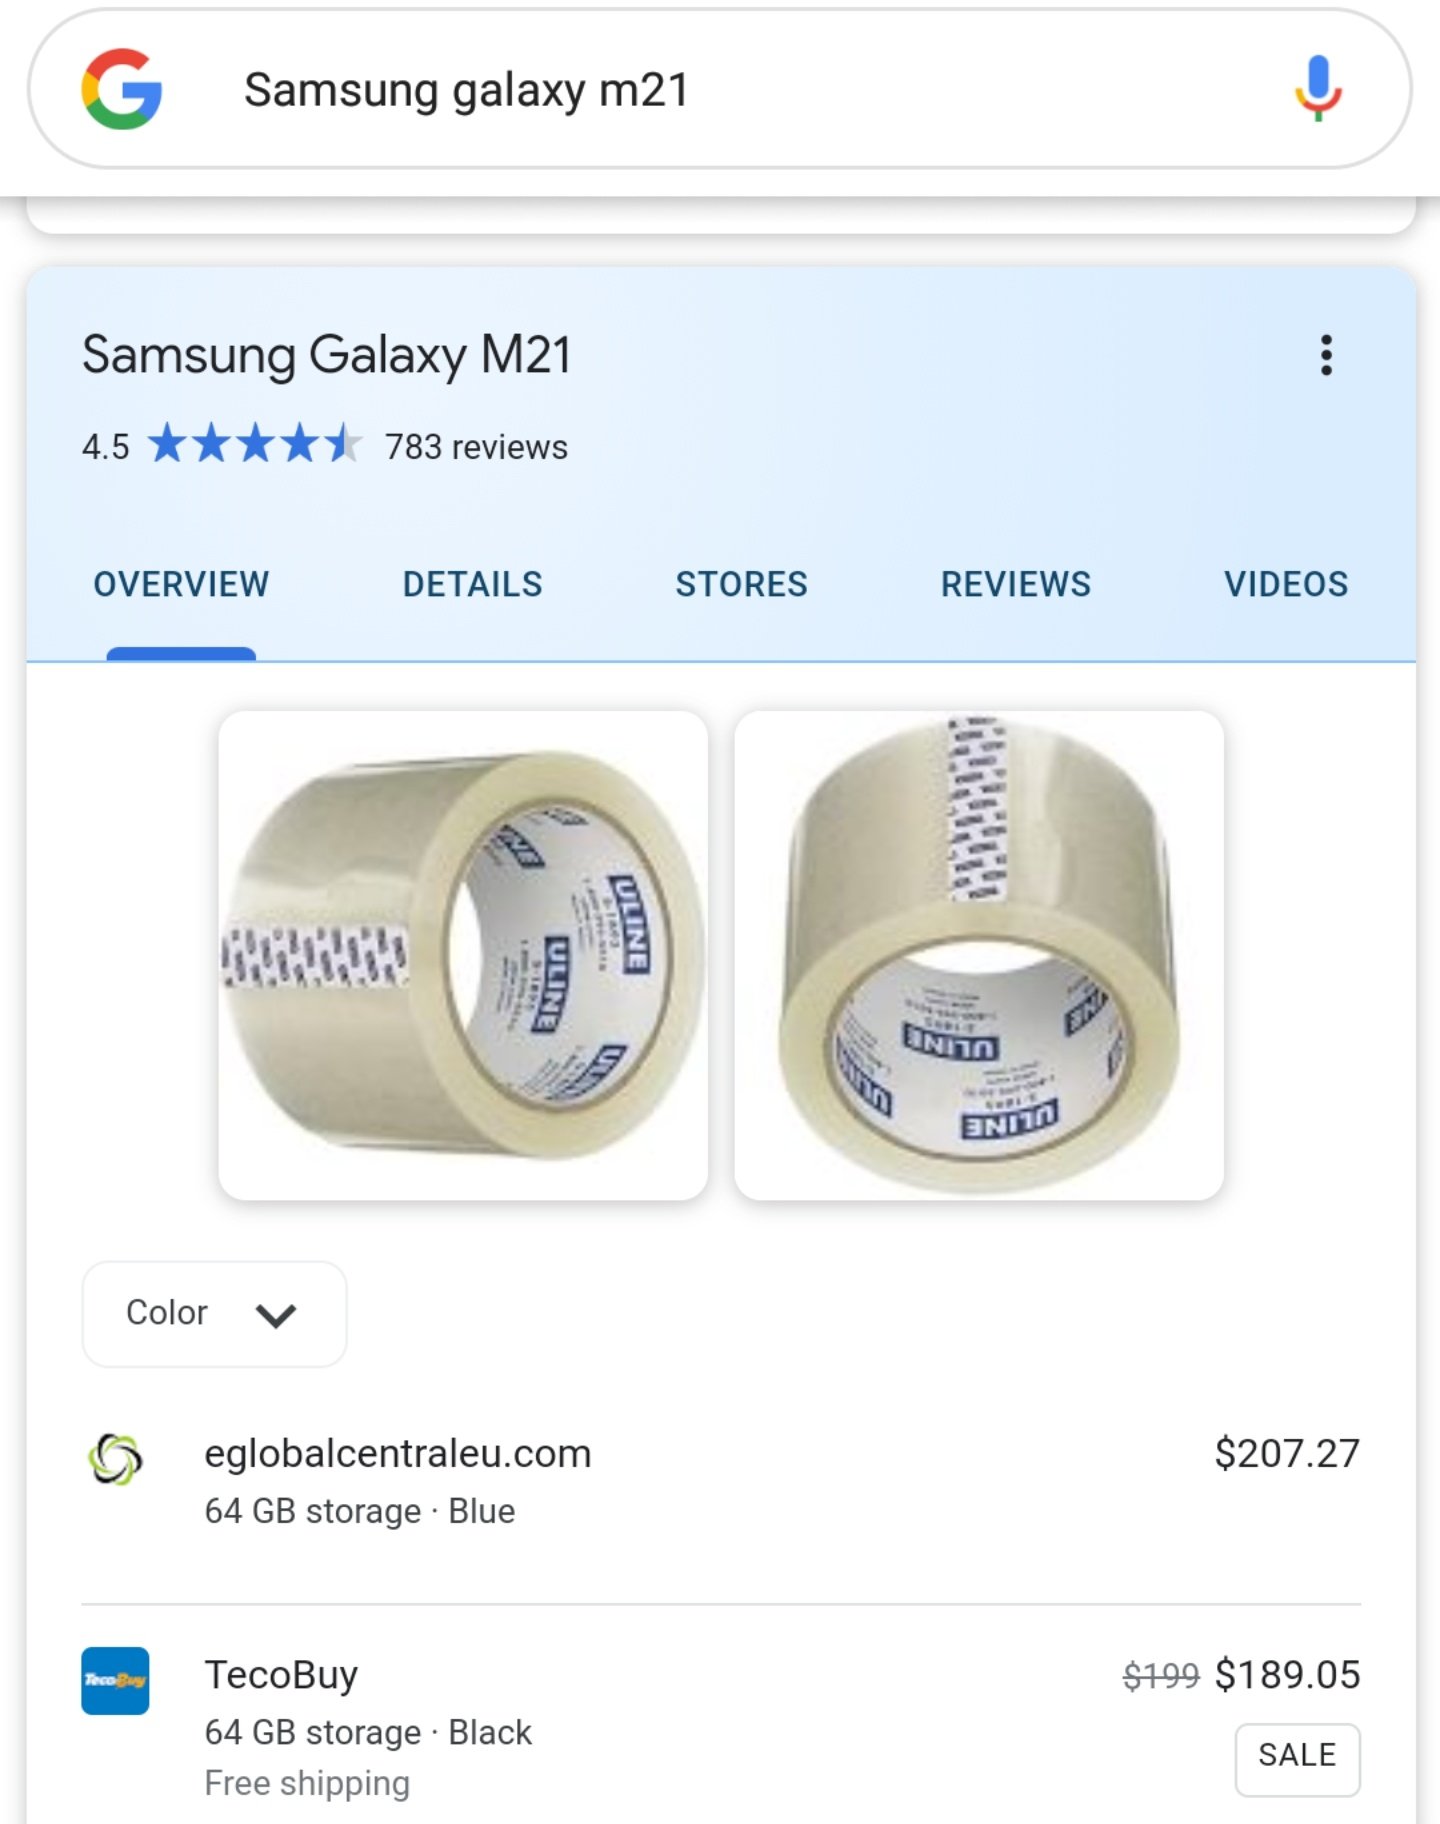 Samsung galaxy m21
Samsung Galaxy M21
4.5 783 reviews
OVERVIEW DETAILS STORES REVIEWS VIDEOS
ULINE
ULINE
ULINE
ULINE
Color
eglobalcentraleu.com $207.27
64 GB storage · Blue
TecoBuy $199 $189.05
TecoBuy
64 GB storage · Black
SALE
Free shipping